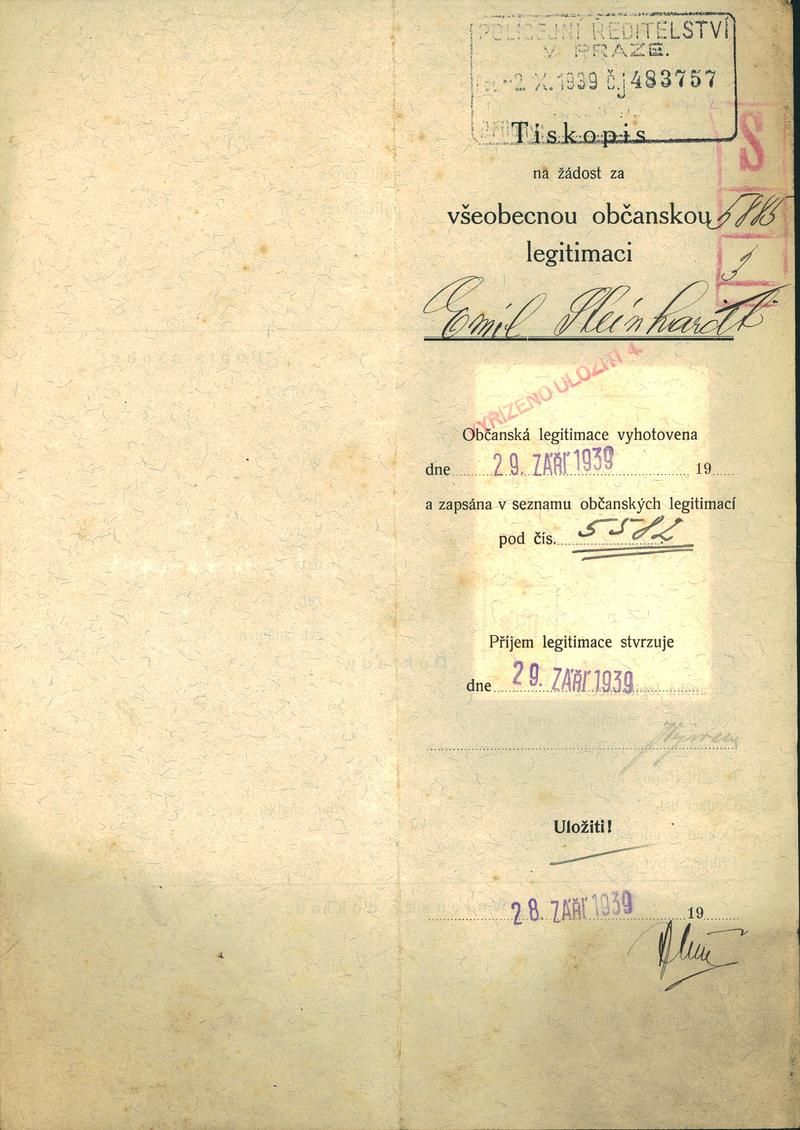 POLICEJNÍ ŘEDITELSTVÍ
V PRAZE.
-2 X. 1939 č.j 483757
Tiskopis
na žádost za
všeobecnou občanskou 5885
legitimaci
S
3
Emil Steinhardt
VYŘÍZENO ULOŽITI 4
Občanská legitimace vyhotovena
dne 29. ZÁŘÍ 1939 19
a zapsána v seznamu občanských legitimací
pod čís. 5582
Příjem legitimace stvrzuje
dne 29. ZÁŘÍ 1939
Uložiti!
28. ZÁŘÍ 1939 19